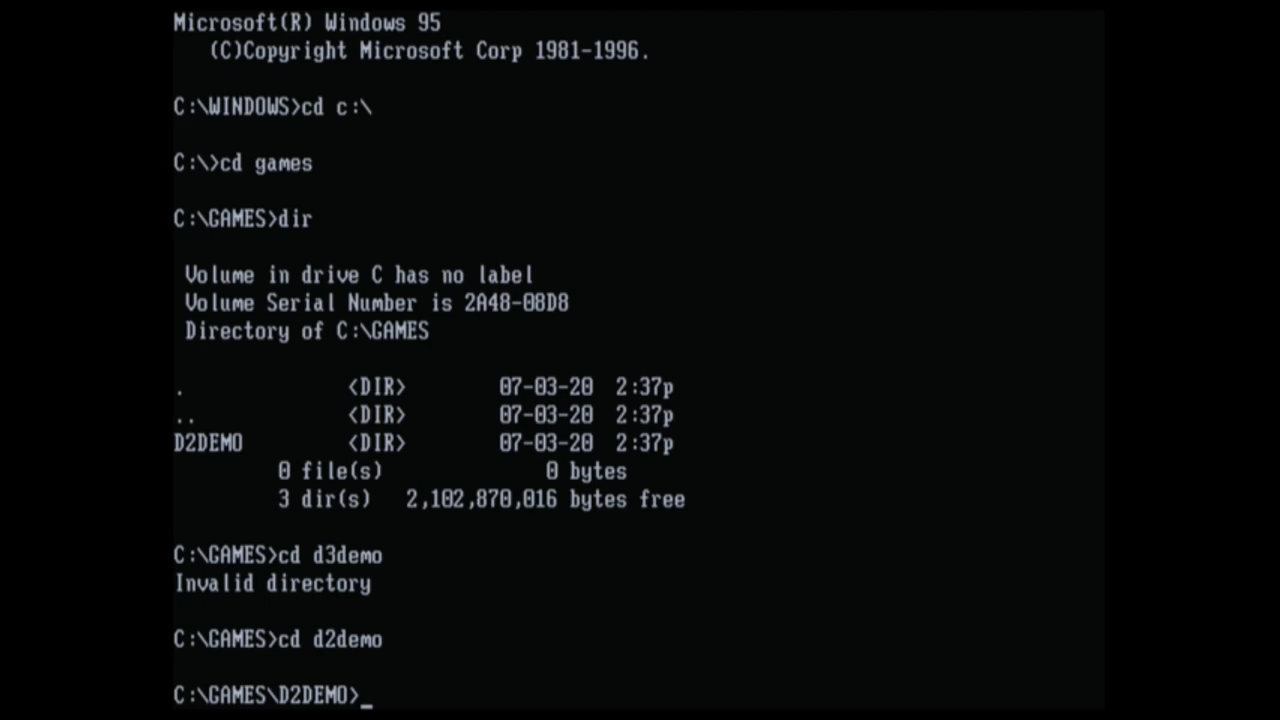 Microsoft(R) Windows 95
(C)Copyright Microsoft Corp 1981-1996.
C:\WINDOWS>cd c:\
C:\>cd games
C:\GAMES>dir
Volume in drive C has no label
Volume Serial Number is 2A48-08D8
Directory of C:\GAMES
. <DIR> 07-03-20 2:37p
.. <DIR> 07-03-20 2:37p
D2DEMO <DIR> 07-03-20 2:37p
0 file(s) 0 bytes
3 dir(s) 2,102,870,016 bytes free
C:\GAMES>cd d3demo
Invalid directory
C:\GAMES>cd d2demo
C:\GAMES\D2DEMO>_